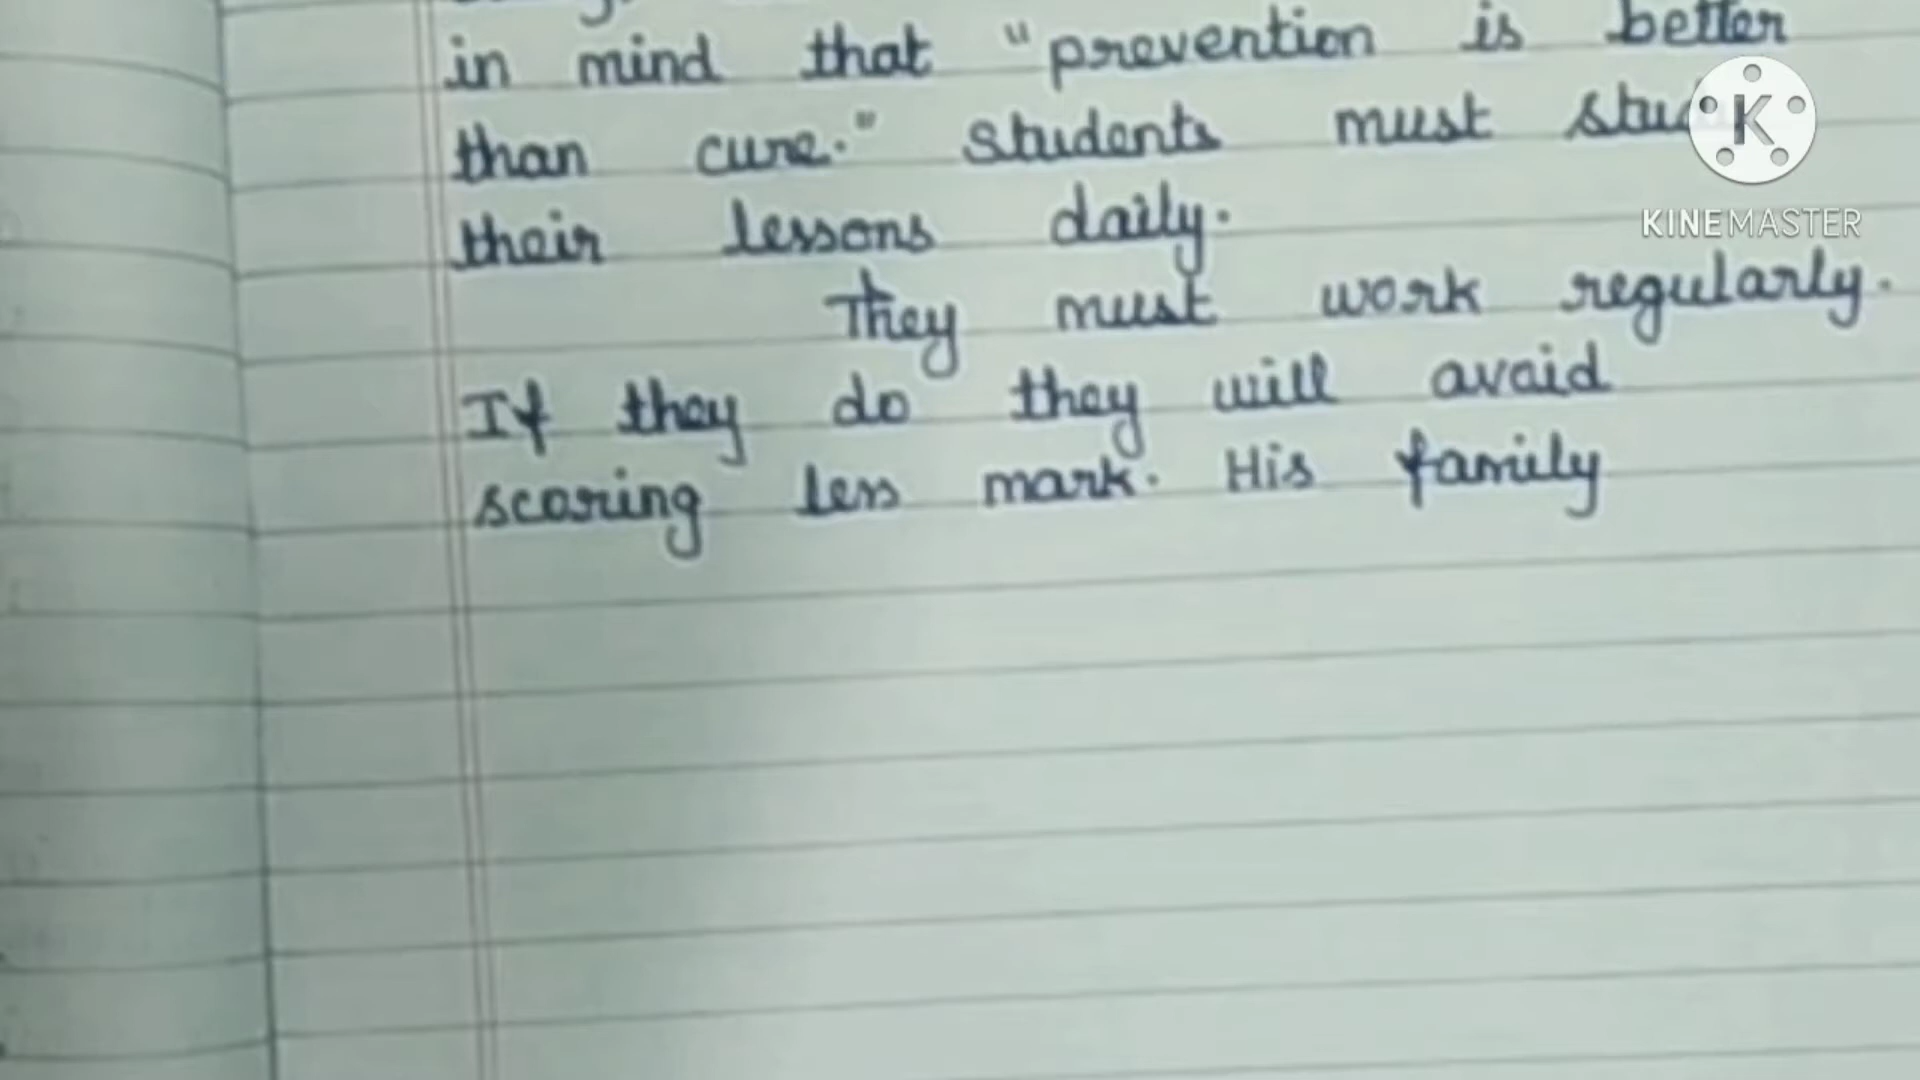 in mind that "prevention is better
than cure." students must
their lessons daily.
They must work regularly.
If they do they will avoid
scoring less mark. His family
K
KINEMASTER